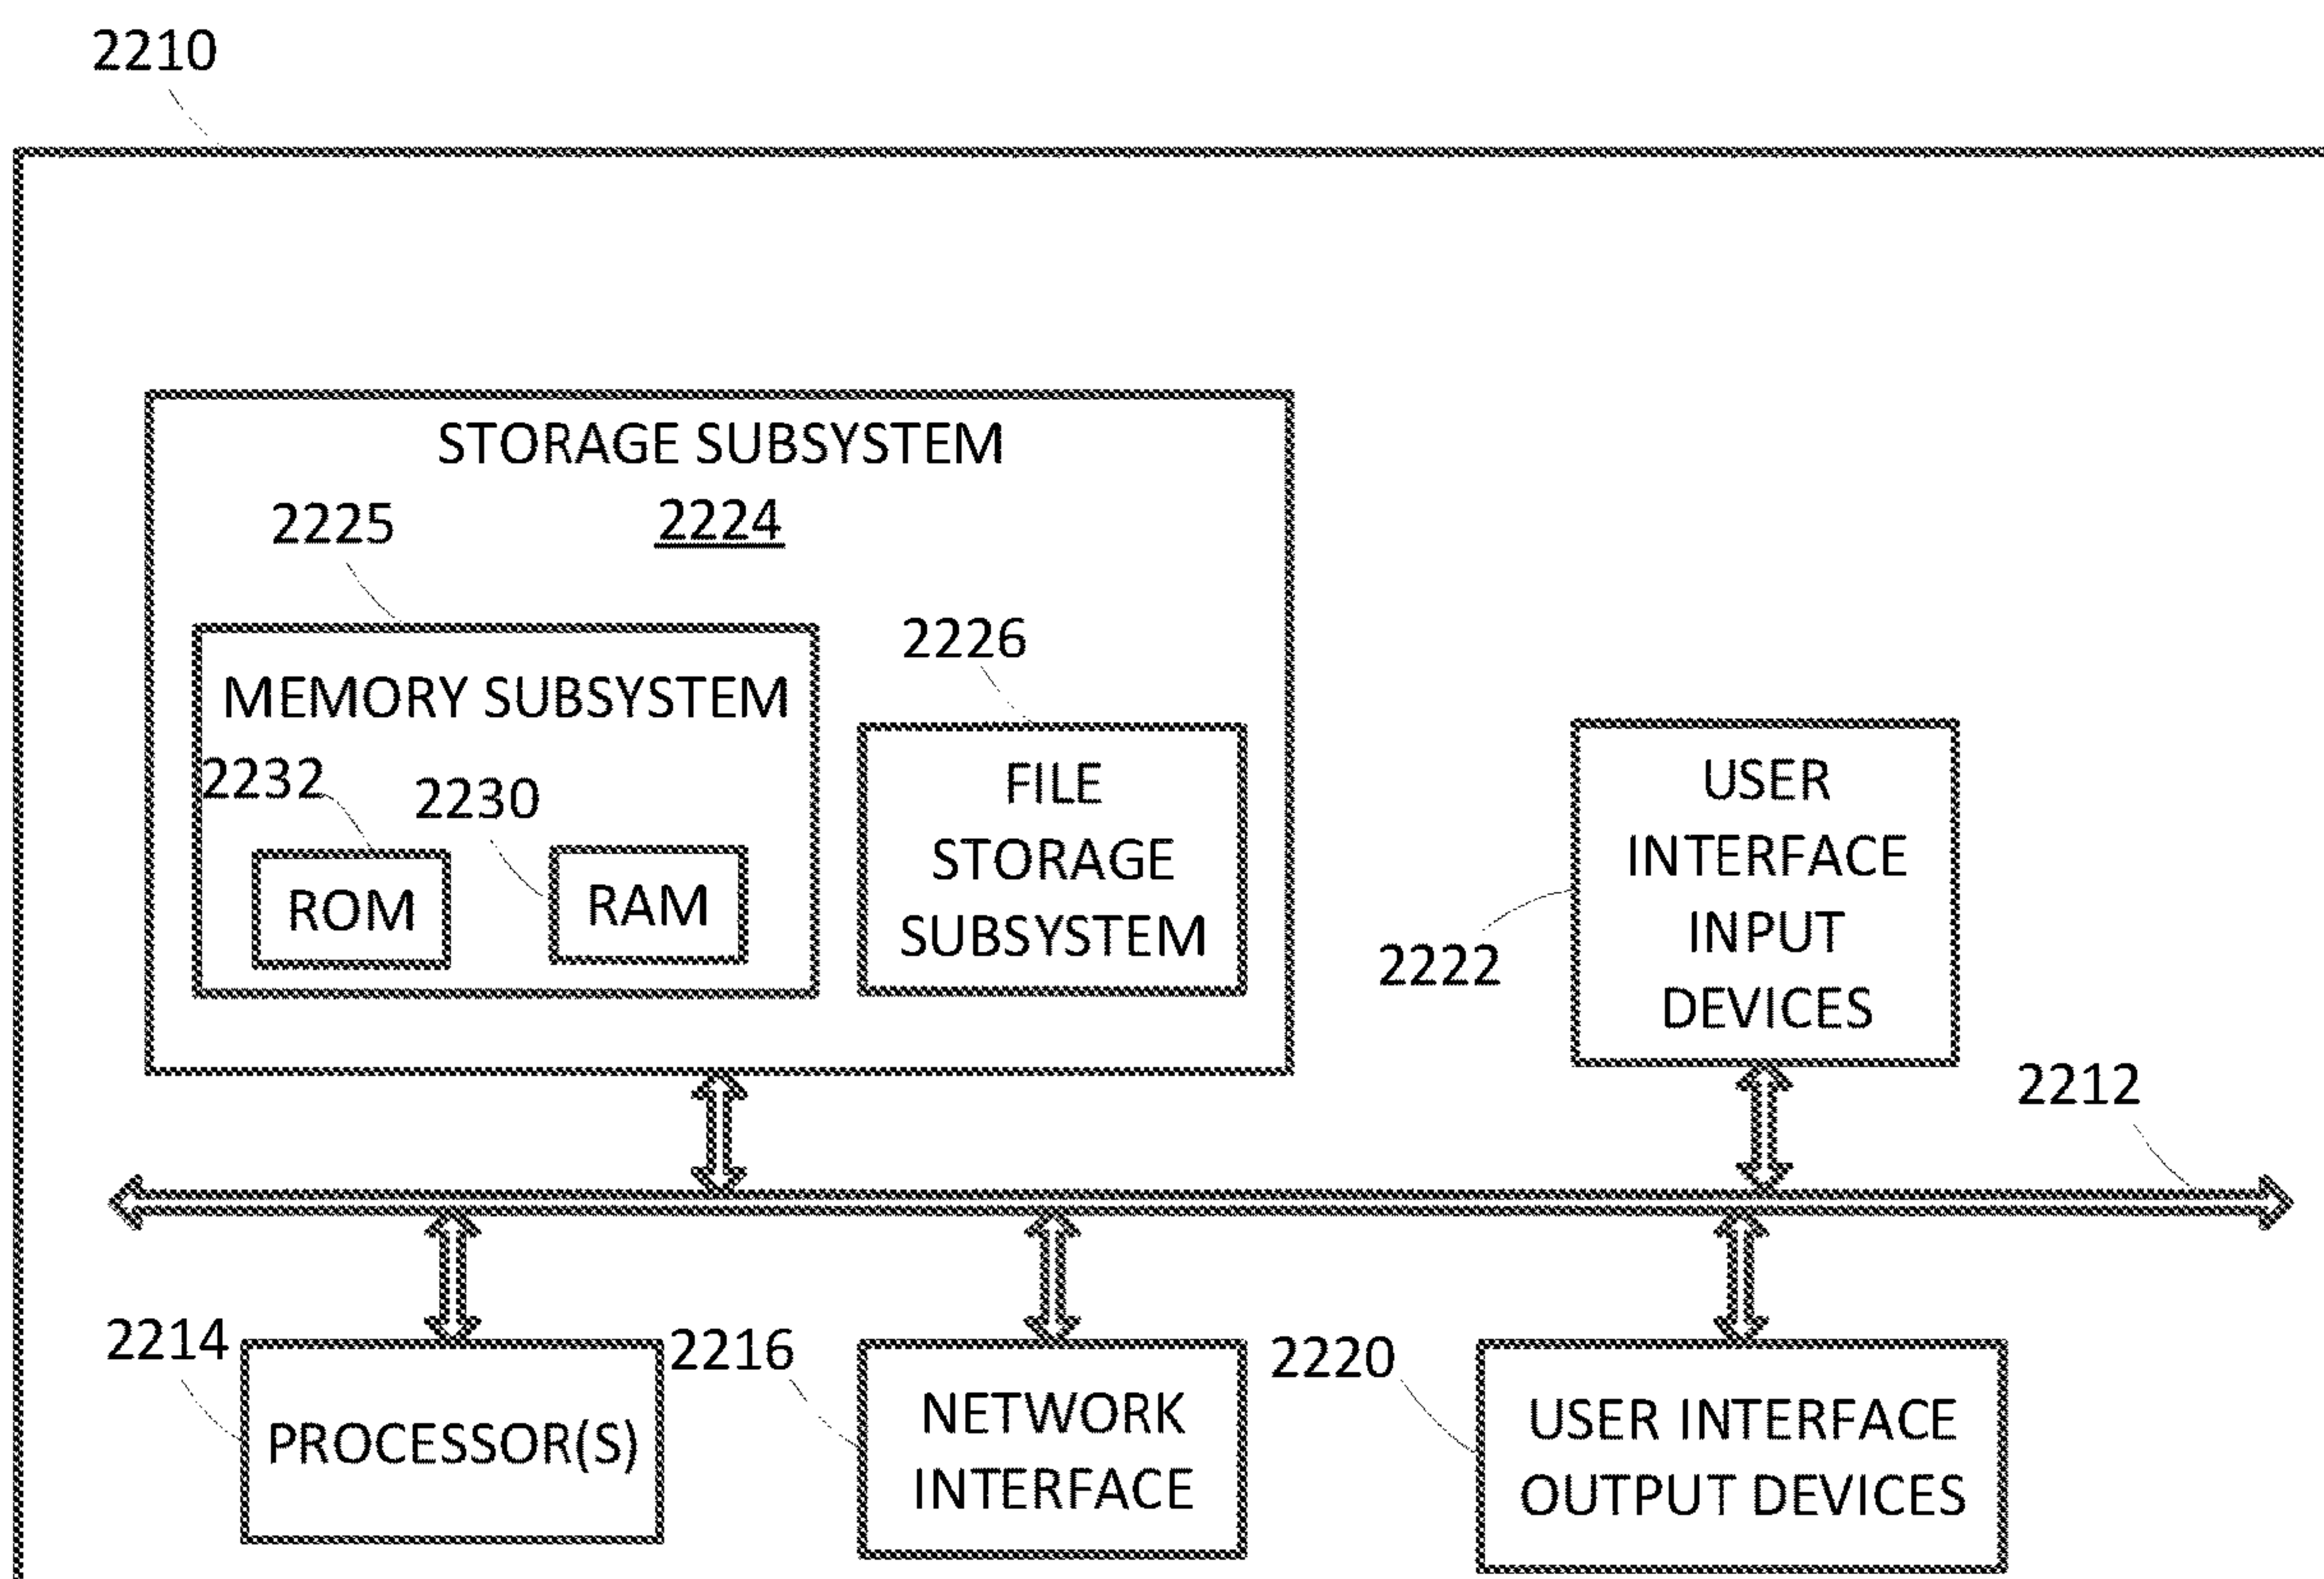 2210
STORAGE SUBSYSTEM
2224
2225
MEMORY SUBSYSTEM
2232
2230
ROM
RAM
2226
FILE
STORAGE
SUBSYSTEM
USER
INTERFACE
INPUT
DEVICES
2222
2212
2214
PROCESSOR(S)
2216
NETWORK
INTERFACE
2220
USER INTERFACE
OUTPUT DEVICES